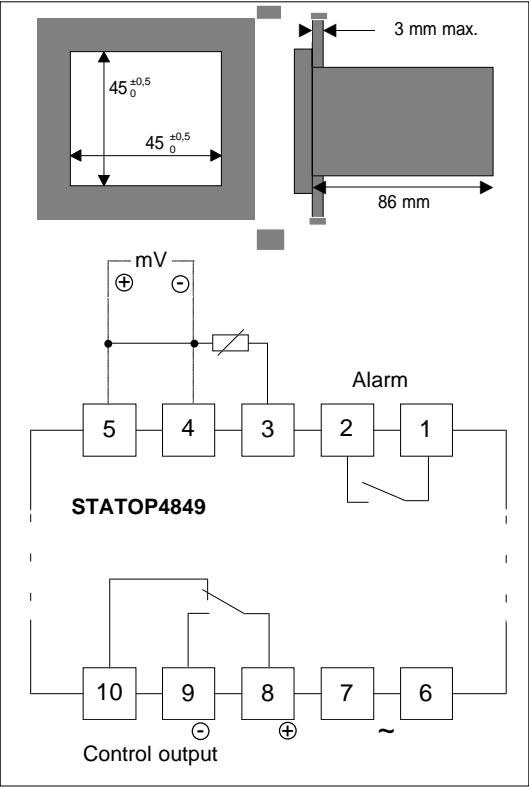 3 mm max.
45 ±0,5 0
45 ±0,5 0
86 mm
mV
+ -
Alarm
5 4 3 2 1
STATOP4849
10 9 8 7 6
- + ~
Control output